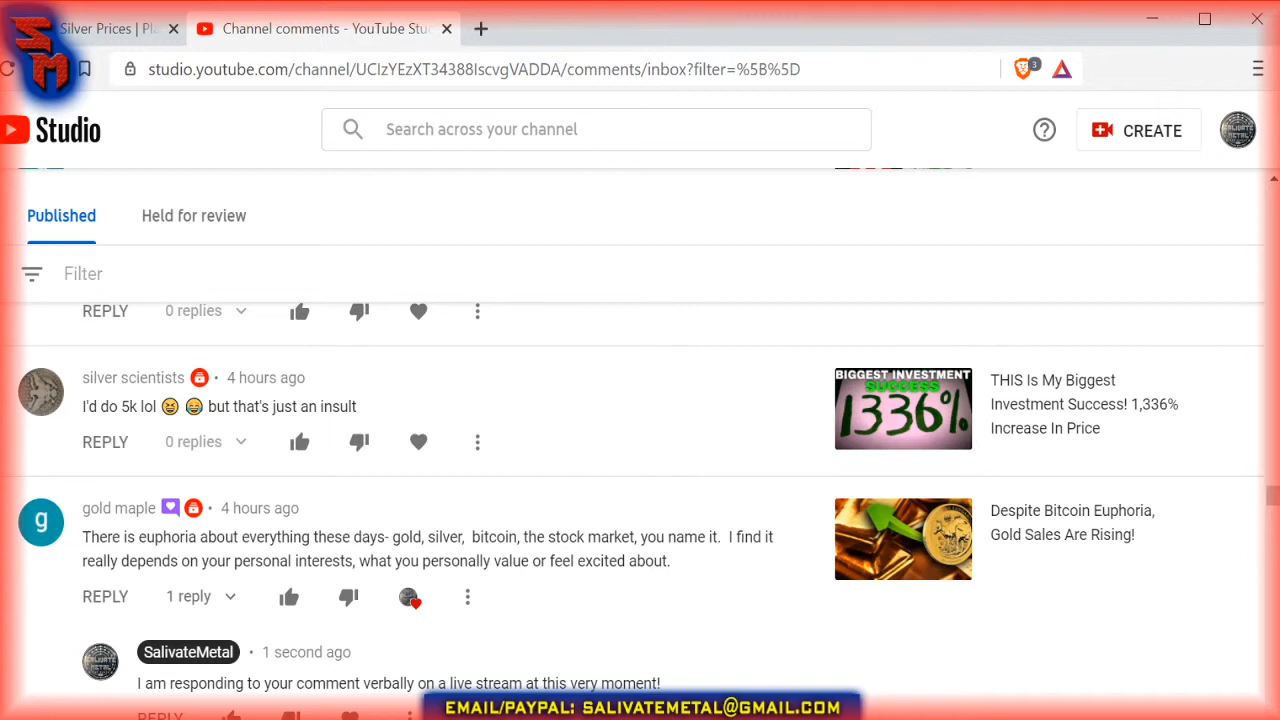 SM
Silver Prices | Pl
Channel comments - YouTube Stu
studio.youtube.com/channel/UCIzYEzXT34388IscvgVADDA/comments/inbox?filter=%5B%5D
3
Studio
Search across your channel
CREATE
Published
Held for review
Filter
REPLY 0 replies
silver scientists • 4 hours ago
I'd do 5k lol 😆 😂 but that's just an insult
REPLY 0 replies
BIGGEST INVESTMENT
SUCCESS
1336%
THIS Is My Biggest
Investment Success! 1,336%
Increase In Price
g
gold maple • 4 hours ago
There is euphoria about everything these days- gold, silver, bitcoin, the stock market, you name it. I find it
really depends on your personal interests, what you personally value or feel excited about.
REPLY 1 reply
Despite Bitcoin Euphoria,
Gold Sales Are Rising!
SalivateMetal • 1 second ago
I am responding to your comment verbally on a live stream at this very moment!
REPLY
EMAIL/PAYPAL: SALIVATEMETAL@GMAIL.COM